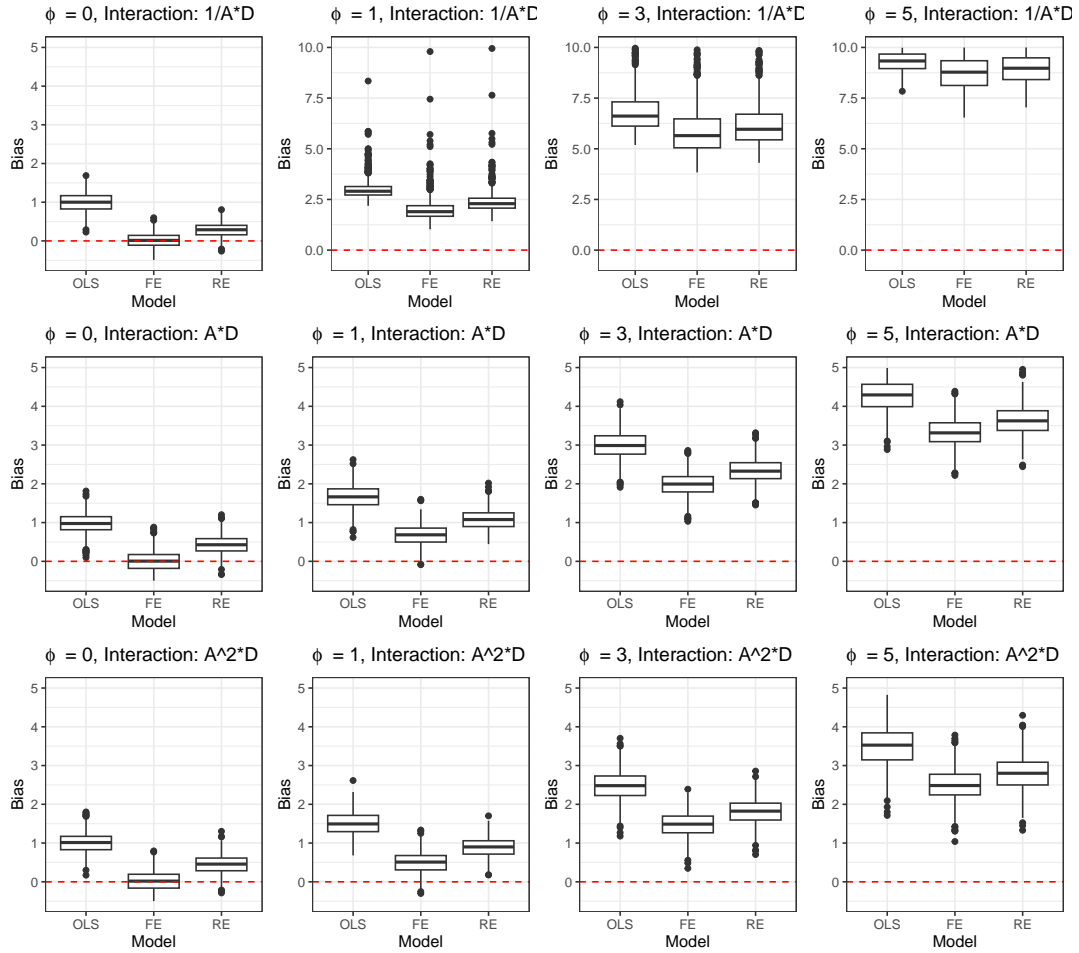 ϕ = 0, Interaction: 1/A*D
ϕ = 1, Interaction: 1/A*D
ϕ = 3, Interaction: 1/A*D
ϕ = 5, Interaction: 1/A*D
Bias
5
4
3
2
1
0
OLS FE RE
Model
Bias
10.0
7.5
5.0
2.5
0.0
OLS FE RE
Model
Bias
10.0
7.5
5.0
2.5
0.0
OLS FE RE
Model
Bias
10.0
7.5
5.0
2.5
0.0
OLS FE RE
Model
ϕ = 0, Interaction: A*D
ϕ = 1, Interaction: A*D
ϕ = 3, Interaction: A*D
ϕ = 5, Interaction: A*D
Bias
5
4
3
2
1
0
OLS FE RE
Model
Bias
5
4
3
2
1
0
OLS FE RE
Model
Bias
5
4
3
2
1
0
OLS FE RE
Model
Bias
5
4
3
2
1
0
OLS FE RE
Model
ϕ = 0, Interaction: A^2*D
ϕ = 1, Interaction: A^2*D
ϕ = 3, Interaction: A^2*D
ϕ = 5, Interaction: A^2*D
Bias
5
4
3
2
1
0
OLS FE RE
Model
Bias
5
4
3
2
1
0
OLS FE RE
Model
Bias
5
4
3
2
1
0
OLS FE RE
Model
Bias
5
4
3
2
1
0
OLS FE RE
Model